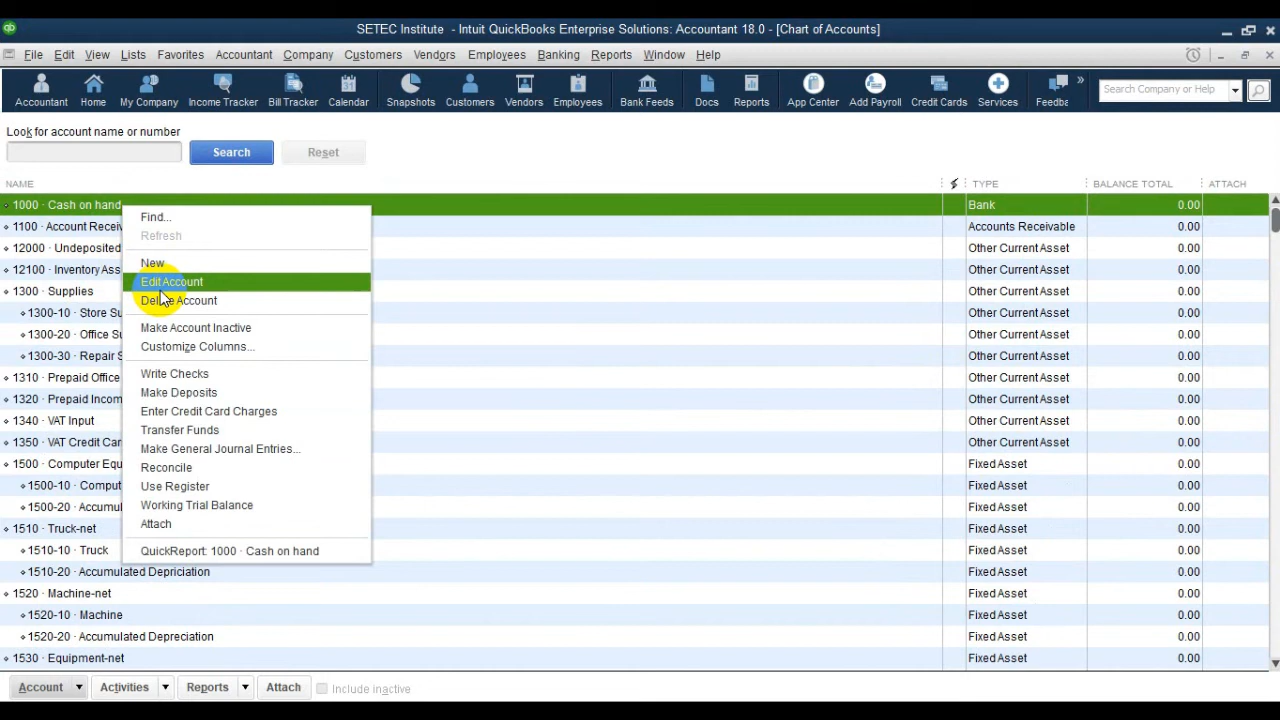 SETEC Institute - Intuit QuickBooks Enterprise Solutions: Accountant 18.0 - [Chart of Accounts]
File Edit View Lists Favorites Accountant Company Customers Vendors Employees Banking Reports Window Help
Accountant Home My Company Income Tracker Bill Tracker Calendar Snapshots Customers Vendors Employees Bank Feeds Docs Reports App Center Add Payroll Credit Cards Services Feedba
Search Company or Help
Look for account name or number
Search Reset
NAME TYPE BALANCE TOTAL ATTACH
1000 · Cash on hand Bank 0.00
1100 · Account Receiv Accounts Receivable 0.00
12000 · Undeposited Other Current Asset 0.00
12100 · Inventory Ass Other Current Asset 0.00
1300 · Supplies Other Current Asset 0.00
1300-10 · Store Su Other Current Asset 0.00
1300-20 · Office Su Other Current Asset 0.00
1300-30 · Repair S Other Current Asset 0.00
1310 · Prepaid Office Other Current Asset 0.00
1320 · Prepaid Incom Other Current Asset 0.00
1340 · VAT Input Other Current Asset 0.00
1350 · VAT Credit Car Other Current Asset 0.00
1500 · Computer Equ Fixed Asset 0.00
1500-10 · Comput Fixed Asset 0.00
1500-20 · Accumul Fixed Asset 0.00
1510 · Truck-net Fixed Asset 0.00
1510-10 · Truck Fixed Asset 0.00
1510-20 · Accumulated Depriciation Fixed Asset 0.00
1520 · Machine-net Fixed Asset 0.00
1520-10 · Machine Fixed Asset 0.00
1520-20 · Accumulated Depreciation Fixed Asset 0.00
1530 · Equipment-net Fixed Asset 0.00
Find...
Refresh
New
Edit Account
Delete Account
Make Account Inactive
Customize Columns...
Write Checks
Make Deposits
Enter Credit Card Charges
Transfer Funds
Make General Journal Entries...
Reconcile
Use Register
Working Trial Balance
Attach
QuickReport: 1000 · Cash on hand
Account Activities Reports Attach Include inactive